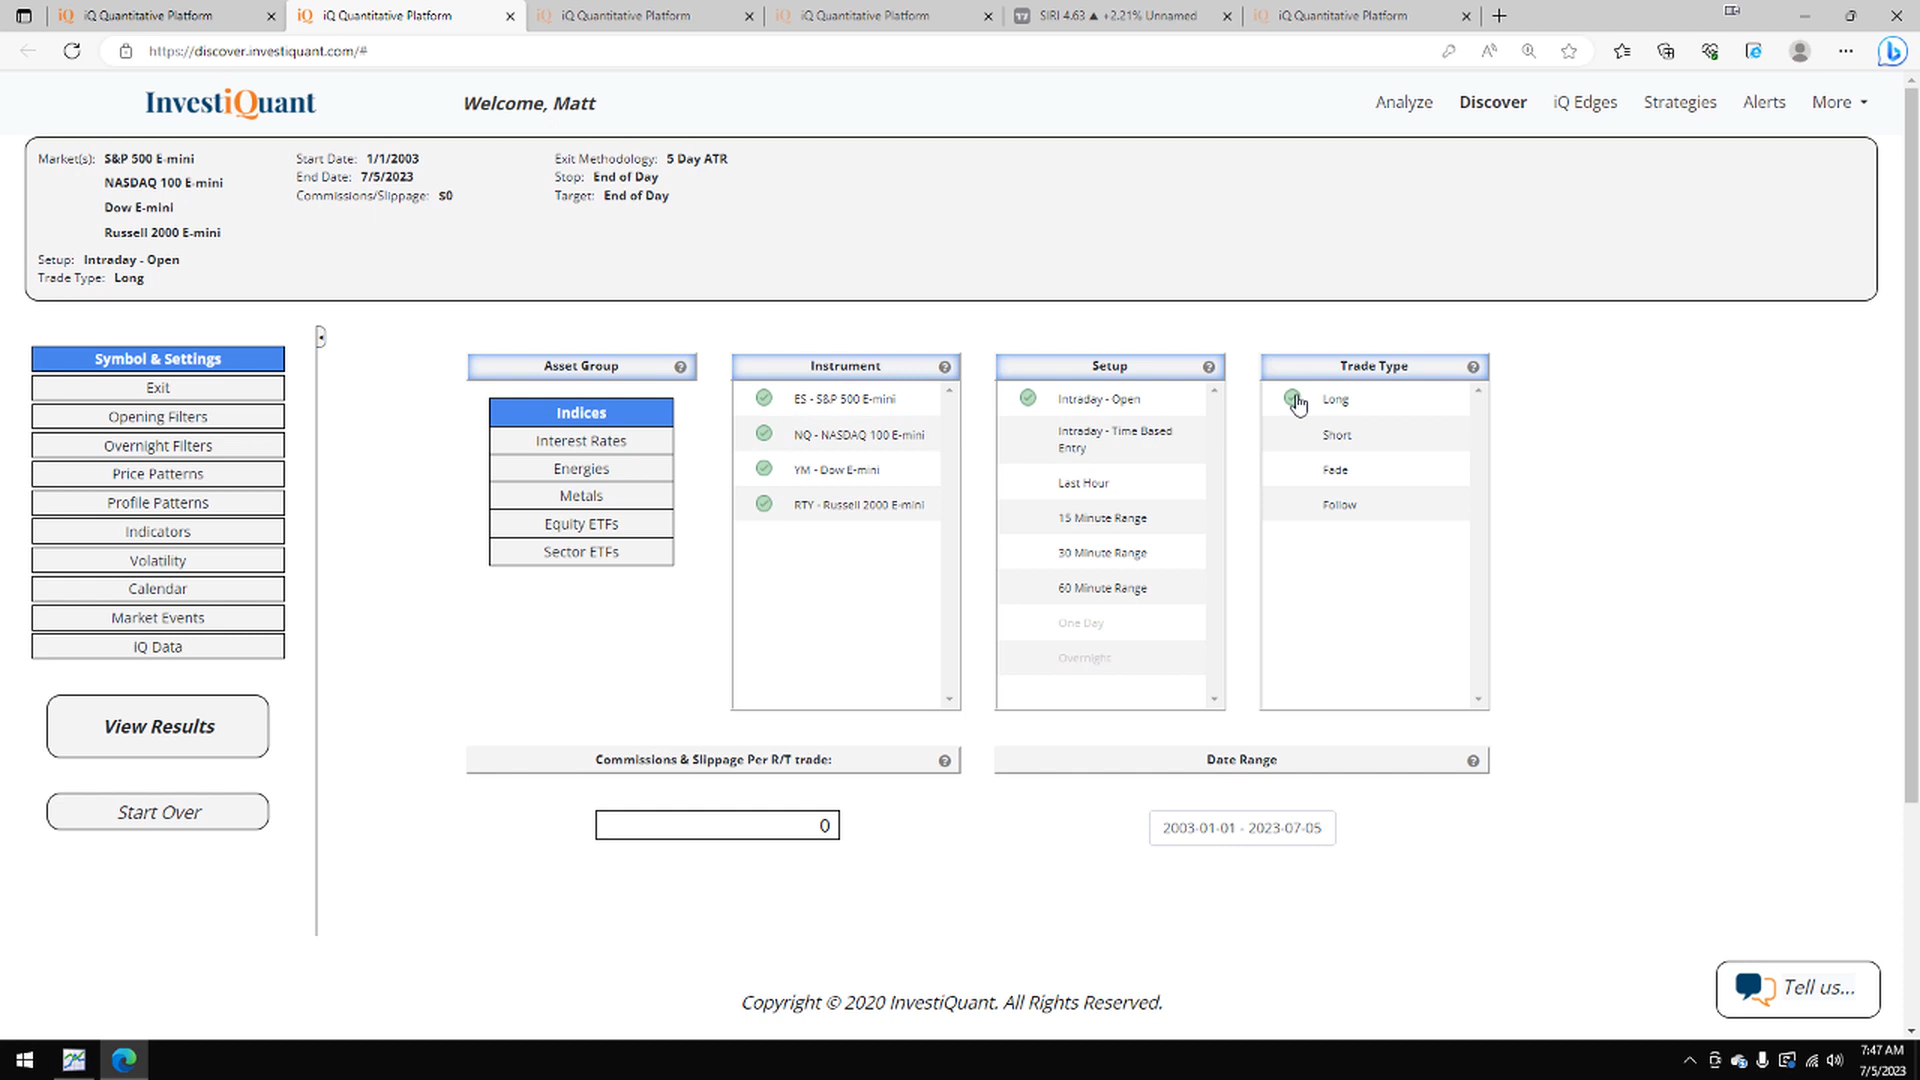 iQ Quantitative Platform
iQ Quantitative Platform
iQ Quantitative Platform
iQ Quantitative Platform
SIRI 4.63 ▲ +2.21% Unnamed
iQ Quantitative Platform
https://discover.investiquant.com/#
InvestiQuant
Welcome, Matt
Analyze
Discover
iQ Edges
Strategies
Alerts
More
Market(s): S&P 500 E-mini
NASDAQ 100 E-mini
Dow E-mini
Russell 2000 E-mini
Setup: Intraday - Open
Trade Type: Long
Start Date: 1/1/2003
End Date: 7/5/2023
Commissions/Slippage: $0
Exit Methodology: 5 Day ATR
Stop: End of Day
Target: End of Day
Symbol & Settings
Exit
Opening Filters
Overnight Filters
Price Patterns
Profile Patterns
Indicators
Volatility
Calendar
Market Events
iQ Data
View Results
Start Over
Asset Group
Indices
Interest Rates
Energies
Metals
Equity ETFs
Sector ETFs
Instrument
ES - S&P 500 E-mini
NQ - NASDAQ 100 E-mini
YM - Dow E-mini
RTY - Russell 2000 E-mini
Setup
Intraday - Open
Intraday - Time Based
Entry
Last Hour
15 Minute Range
30 Minute Range
60 Minute Range
One Day
Overnight
Trade Type
Long
Short
Fade
Follow
Commissions & Slippage Per R/T trade:
0
Date Range
2003-01-01 - 2023-07-05
Tell us...
Copyright © 2020 InvestiQuant. All Rights Reserved.
7:47 AM
7/5/2023